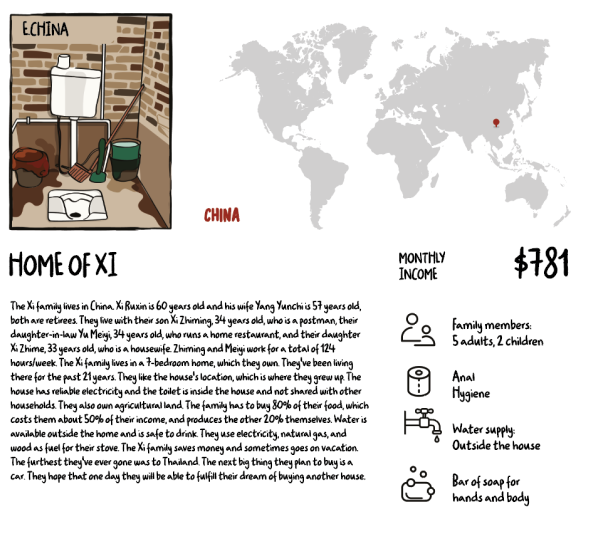 E.CHINA
CHINA
HOME OF XI
MONTHLY
INCOME
$781
The Xi family lives in China. Xi Ruxin is 60 years old and his wife Yang Yunchi is 57 years old,
both are retirees. They live with their son Xi Zhiming, 34 years old, who is a postman, their
daughter-in-law Yu Meiyi, 34 years old, who runs a home restaurant, and their daughter
Xi Zhime, 33 years old, who is a housewife. Zhiming and Meiyi work for a total of 124
hours/week. The Xi family lives in a 7-bedroom home, which they own. They've been living
there for the past 21 years. They like the house's location, which is where they grew up. The
house has reliable electricity and the toilet is inside the house and not shared with other
households. They also own agricultural land. The family has to buy 80% of their food, which
costs them about 50% of their income, and produces the other 20% themselves. Water is
available outside the home and is safe to drink. They use electricity, natural gas, and
wood as fuel for their stove. The Xi family saves money and sometimes goes on vacation.
The furthest they've ever gone was to Thailand. The next big thing they plan to buy is a
car. They hope that one day they will be able to fulfill their dream of buying another house.
Family members:
5 adults, 2 children
Anal
Hygiene
Water supply:
Outside the house
Bar of soap for
hands and body